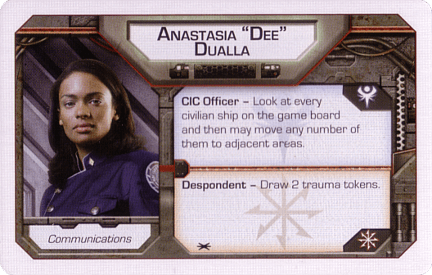 ANASTASIA “DEE”
DUALLA
CIC Officer – Look at every
civilian ship on the game board
and then may move any number of
them to adjacent areas.
Despondent – Draw 2 trauma tokens.
Communications